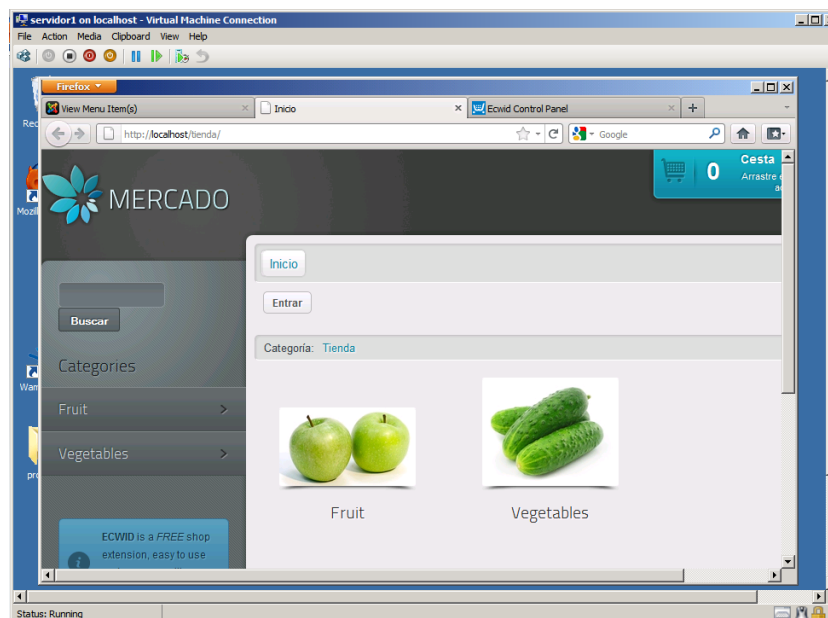 servidor1 on localhost - Virtual Machine Connection
File Action Media Clipboard View Help
Firefox
View Menu Item(s)
Inicio
Ecwid Control Panel
http://localhost/tienda/
Google
MERCADO
0
Cesta
Arrastre
Inicio
Entrar
Buscar
Categoría: Tienda
Categories
Fruit
Vegetables
Fruit
Vegetables
ECWID is a FREE shop
extension, easy to use
Status: Running